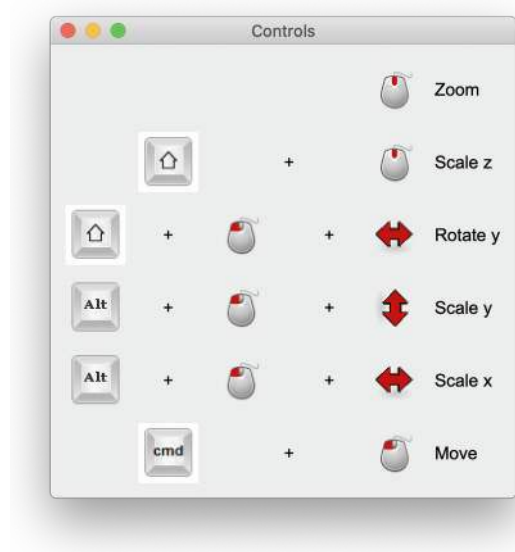 Controls
Zoom
+ Scale z
+ + Rotate y
Alt + + Scale y
Alt + + Scale x
cmd + Move